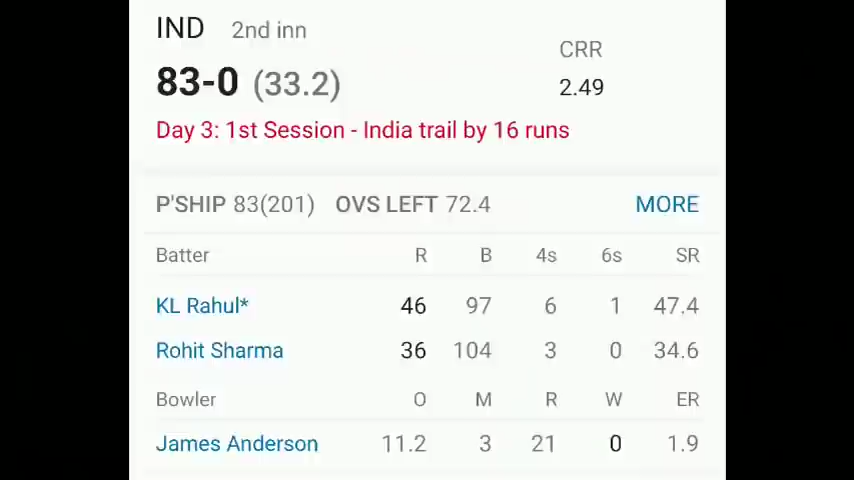 IND 2nd inn
CRR
83-0 (33.2)
2.49
Day 3: 1st Session - India trail by 16 runs
P'SHIP 83(201) OVS LEFT 72.4 MORE
Batter R B 4s 6s SR
KL Rahul* 46 97 6 1 47.4
Rohit Sharma 36 104 3 0 34.6
Bowler O M R W ER
James Anderson 11.2 3 21 0 1.9